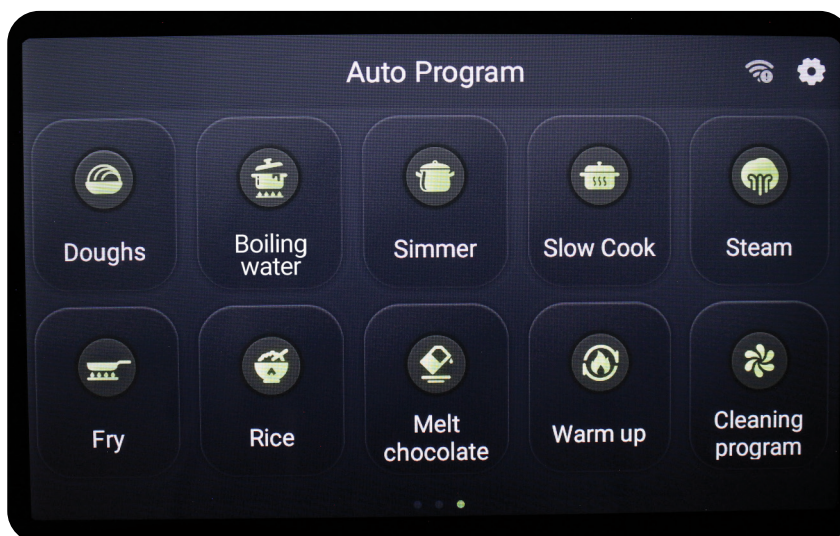 Auto Program
Doughs
Boiling
water
Simmer
Slow Cook
Steam
Fry
Rice
Melt
chocolate
Warm up
Cleaning
program